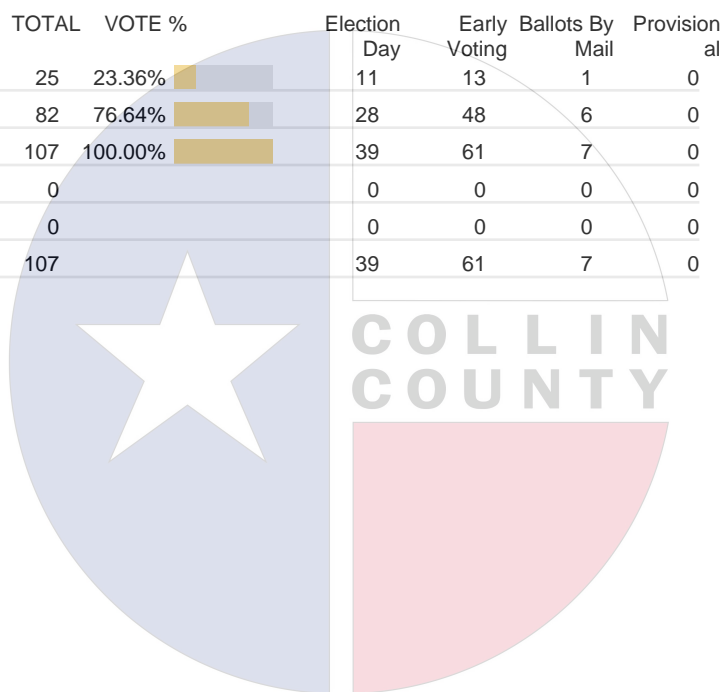 TOTAL VOTE % Election Day Early Voting Ballots By Mail Provision al
25 23.36% 11 13 1 0
82 76.64% 28 48 6 0
107 100.00% 39 61 7 0
0 0 0 0 0
0 0 0 0 0
107 39 61 7 0
COLLIN
COUNTY